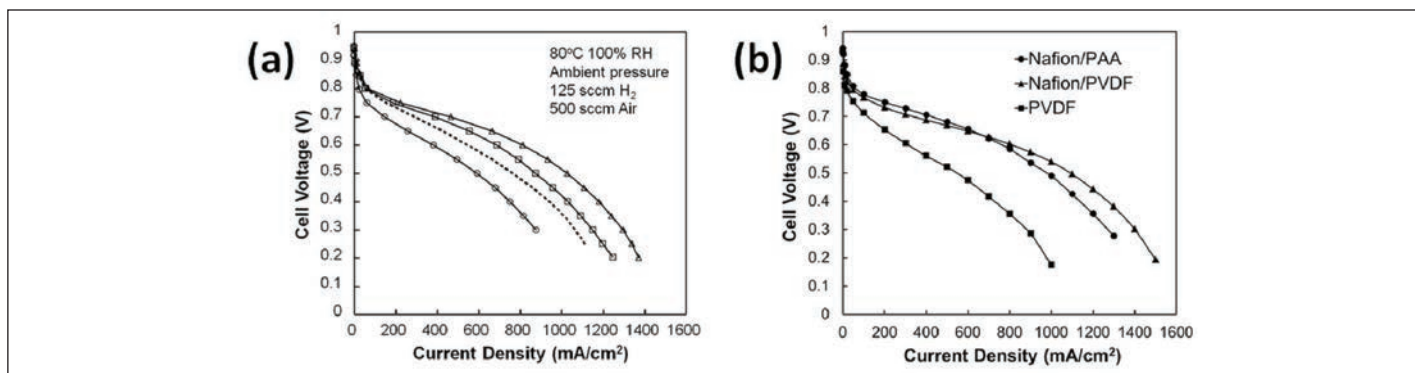 (a)
80°C 100% RH
Ambient pressure
125 sccm H₂
500 sccm Air
Cell Voltage (V)
1
0.9
0.8
0.7
0.6
0.5
0.4
0.3
0.2
0.1
0
0 200 400 600 800 1000 1200 1400 1600
Current Density (mA/cm²)
(b)
Nafion/PAA
Nafion/PVDF
PVDF
Cell Voltage (V)
1
0.9
0.8
0.7
0.6
0.5
0.4
0.3
0.2
0.1
0
0 200 400 600 800 1000 1200 1400 1600
Current Density (mA/cm²)